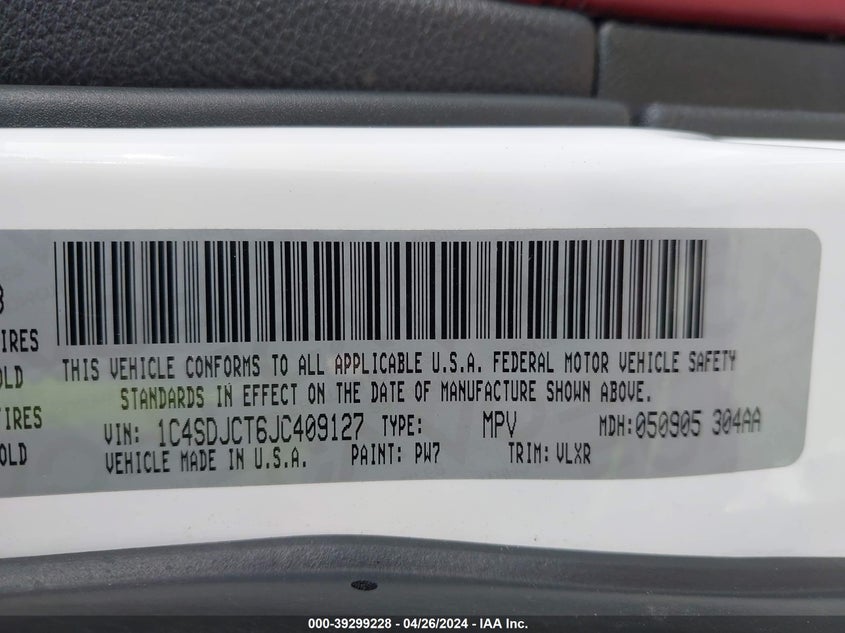 IRES
OLD
IRES
OLD
THIS VEHICLE CONFORMS TO ALL APPLICABLE U.S.A. FEDERAL MOTOR VEHICLE SAFETY
STANDARDS IN EFFECT ON THE DATE OF MANUFACTURE SHOWN ABOVE.
VIN: 1C4SDJCT6JC409127 TYPE: MPV MDH:050905 304AA
VEHICLE MADE IN U.S.A. PAINT: PW7 TRIM: VLXR
000-39299228 - 04/26/2024 - IAA Inc.